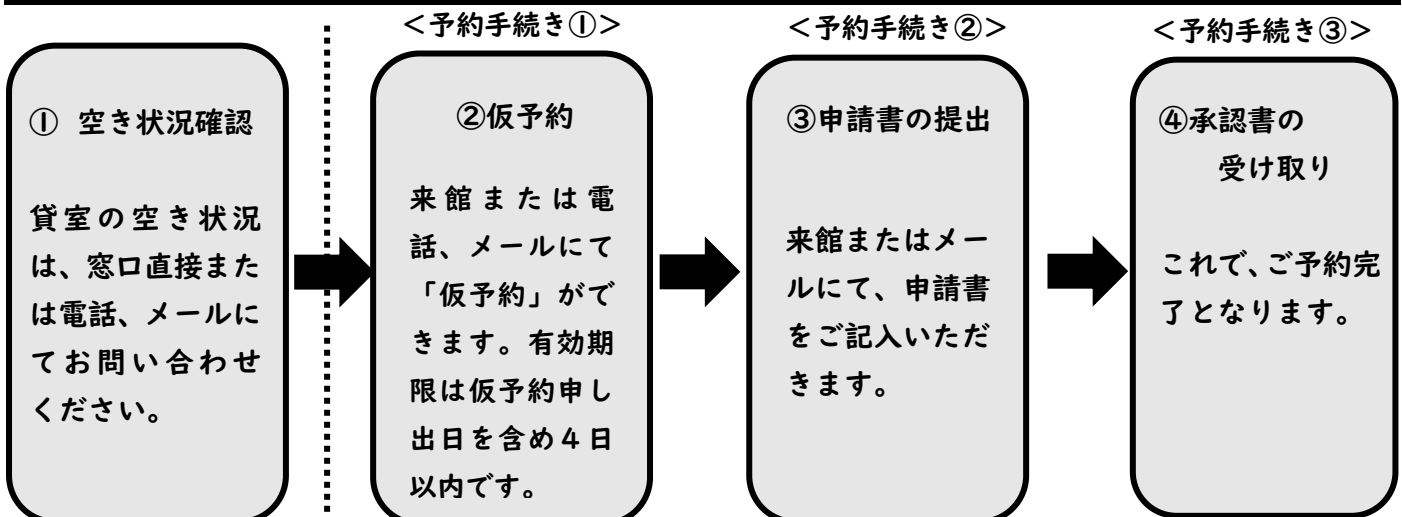 ① 空き状況確認
貸室の空き状況
は、窓口直接また
は電話、メールに
てお問い合わせ
ください。
＜予約手続き①＞
②仮予約
来館または電
話、メールにて
「仮予約」がで
きます。有効期
限は仮予約申し
出日を含め４日
以内です。
＜予約手続き②＞
③申請書の提出
来館またはメー
ルにて、申請書
をご記入いただ
きます。
＜予約手続き③＞
④承認書の
受け取り
これで、ご予約完
了となります。